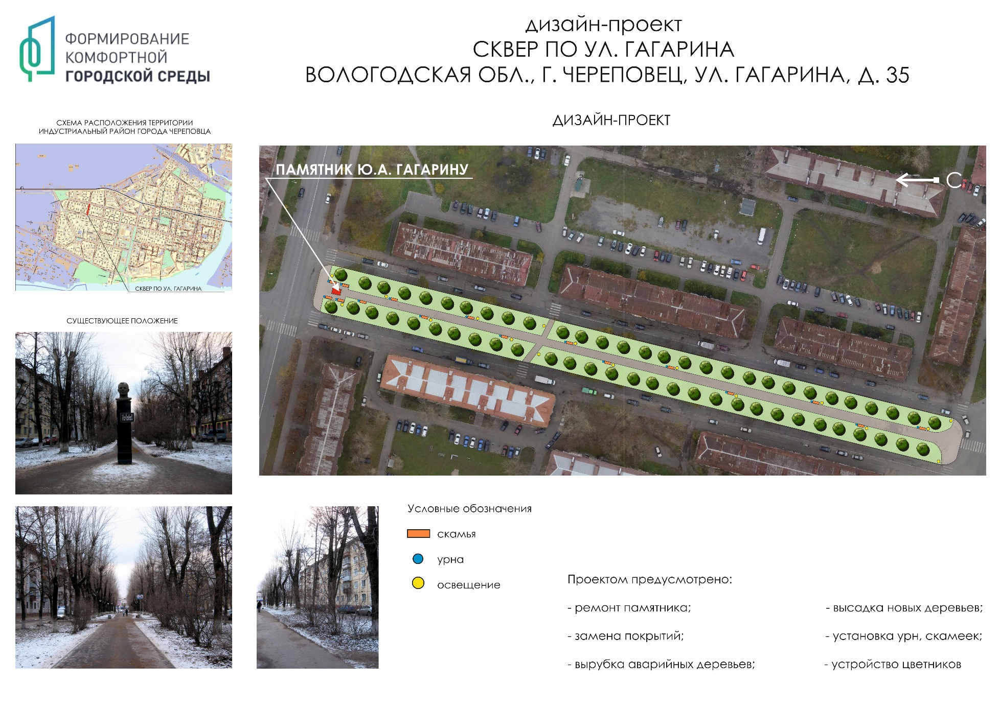 ФОРМИРОВАНИЕ
КОМФОРТНОЙ
ГОРОДСКОЙ СРЕДЫ
дизайн-проект
СКВЕР ПО УЛ. ГАГАРИНА
ВОЛОГОДСКАЯ ОБЛ., Г. ЧЕРЕПОВЕЦ, УЛ. ГАГАРИНА, Д. 35
СХЕМА РАСПОЛОЖЕНИЯ ТЕРРИТОРИИ
ИНДУСТРИАЛЬНЫЙ РАЙОН ГОРОДА ЧЕРЕПОВЦА
СКВЕР ПО УЛ. ГАГАРИНА
СУЩЕСТВУЮЩЕЕ ПОЛОЖЕНИЕ
ГАГАРИН
ДИЗАЙН-ПРОЕКТ
ПАМЯТНИК Ю.А. ГАГАРИНУ
С
Условные обозначения
скамья
урна
освещение
Проектом предусмотрено:
- ремонт памятника;
- замена покрытий;
- вырубка аварийных деревьев;
- высадка новых деревьев;
- установка урн, скамеек;
- устройство цветников